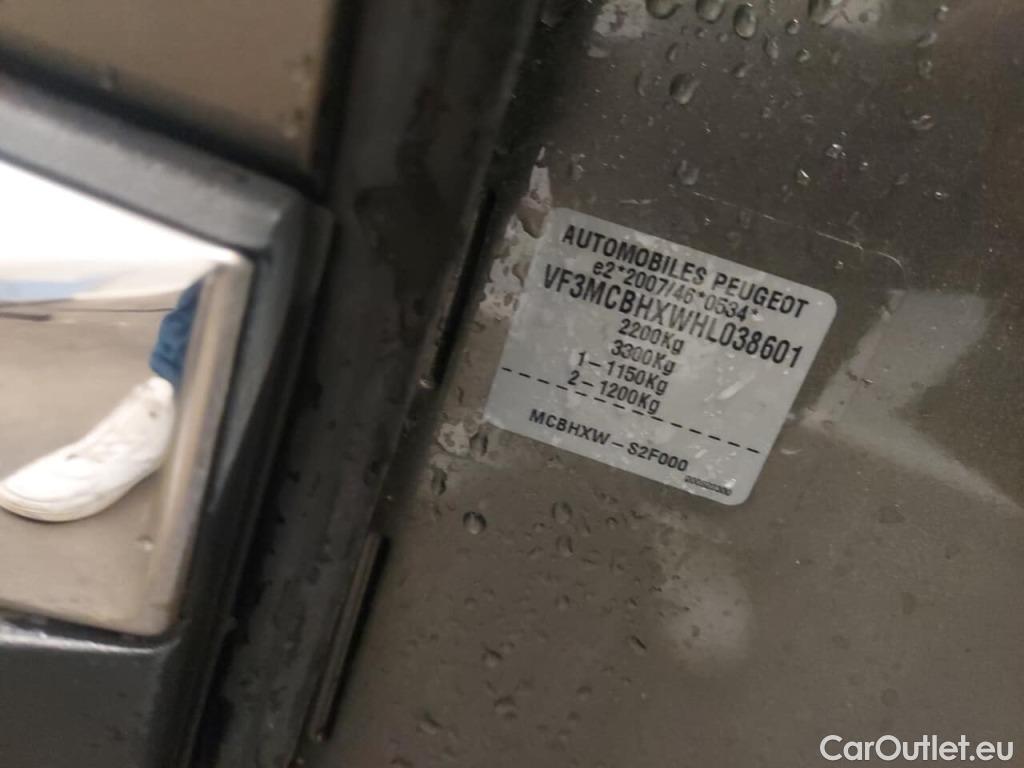 AUTOMOBILES PEUGEOT
e2*2007/46*0534*
VF3MCBHXWHL038601
2200Kg
3300Kg
1-1150Kg
2-1200Kg
MCBHXW-S2F000
CarOutlet.eu